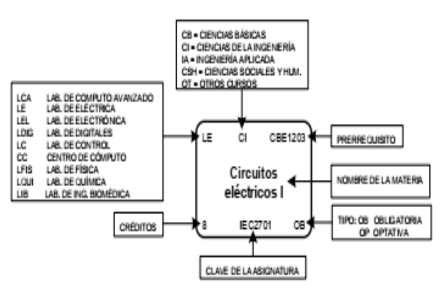 CB = CIENCIAS BÁSICAS
CI = CIENCIAS DE LA INGENIERÍA
IA = INGENIERÍA APLICADA
CSH = CIENCIAS SOCIALES Y HUM.
OT = OTROS CURSOS
LCA LAB. DE COMPUTO AVANZADO
LE LAB. DE ELÉCTRICA
LEL LAB. DE ELECTRÓNICA
LDIG LAB. DE DIGITALES
LC LAB. DE CONTROL
CC CENTRO DE CÓMPUTO
LFIS LAB. DE FÍSICA
LQUI LAB. DE QUÍMICA
LIB LAB. DE ING. BIOMÉDICA
LE CI CBE1203
PRERREQUISITO
Circuitos
eléctricos I
NOMBRE DE LA MATERIA
CRÉDITOS
8 IEC2701 OB
TIPO: OB OBLIGATORIA
OP OPTATIVA
CLAVE DE LA ASIGNATURA